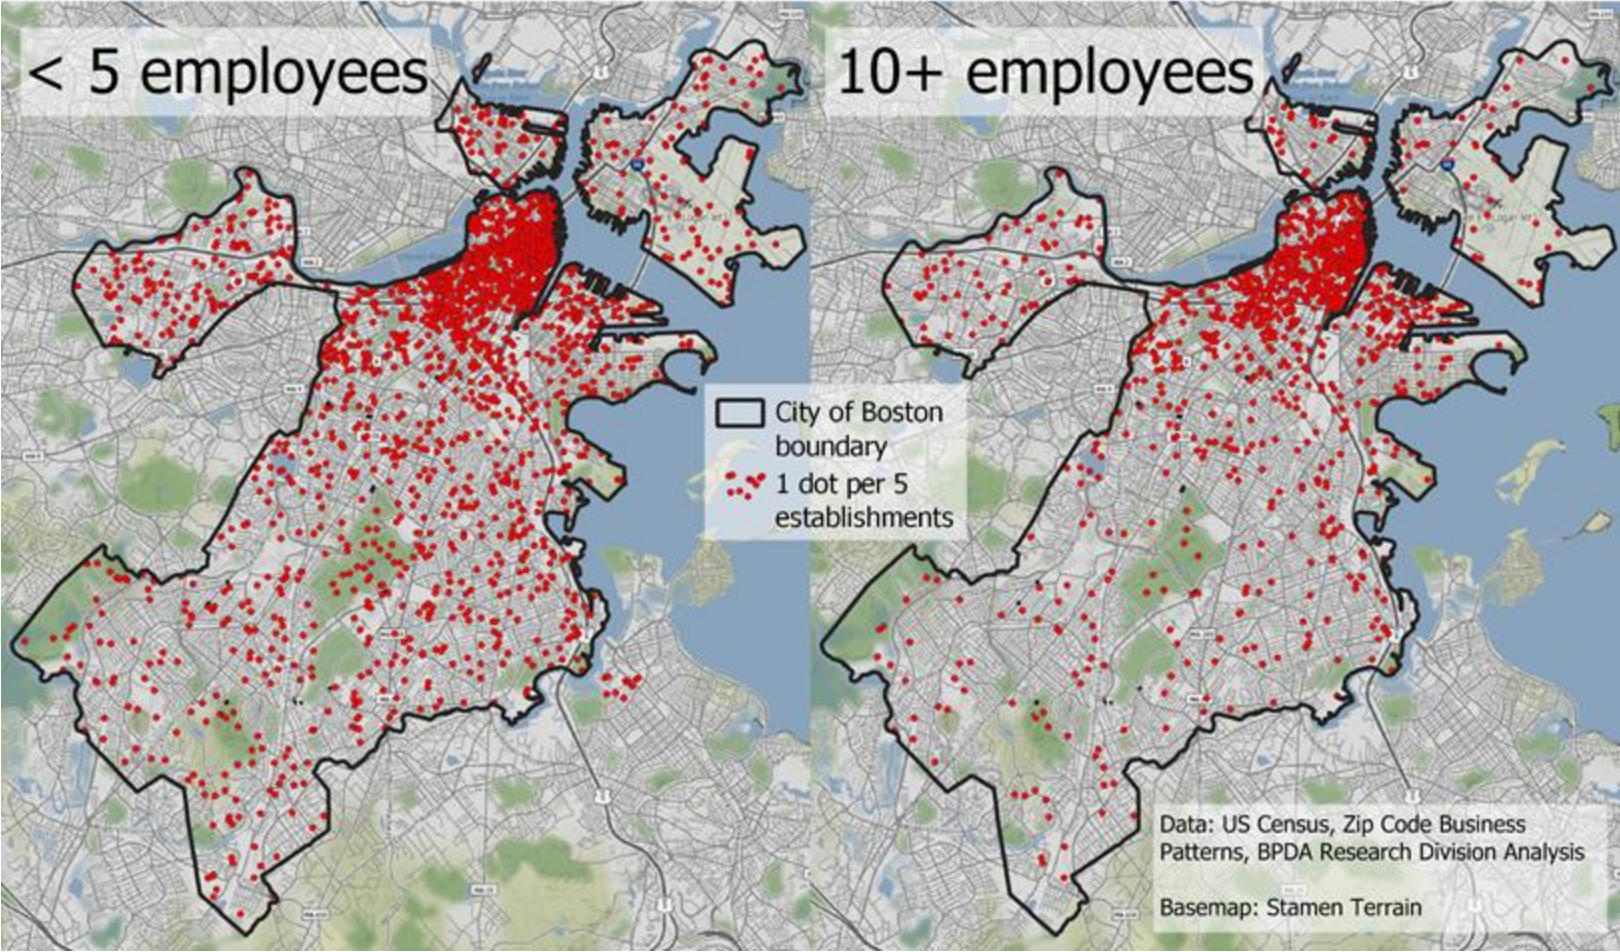 < 5 employees
10+ employees
City of Boston
boundary
1 dot per 5
establishments
Data: US Census, Zip Code Business
Patterns, BPDA Research Division Analysis
Basemap: Stamen Terrain